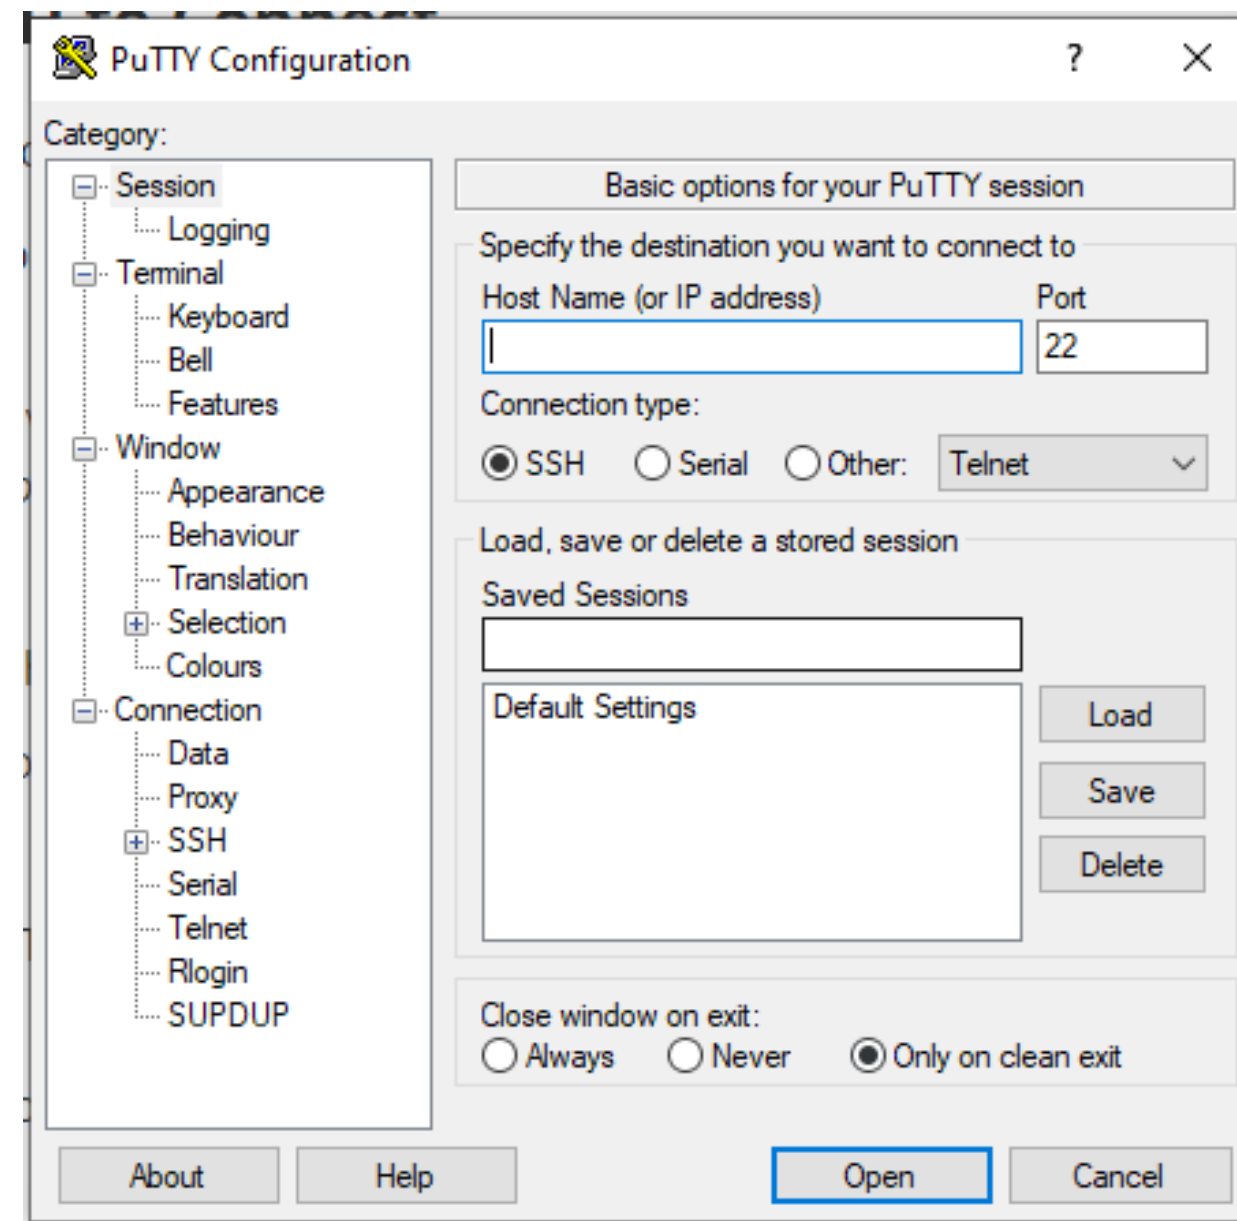 to Connect
PuTTY Configuration
?
Category:
Session
Logging
Terminal
Keyboard
Bell
Features
Window
Appearance
Behaviour
Translation
Selection
Colours
Connection
Data
Proxy
SSH
Serial
Telnet
Rlogin
SUPDUP
Basic options for your PuTTY session
Specify the destination you want to connect to
Host Name (or IP address) Port
22
Connection type:
SSH Serial Other: Telnet
Load, save or delete a stored session
Saved Sessions
Default Settings
Load
Save
Delete
Close window on exit:
Always Never Only on clean exit
About Help Open Cancel